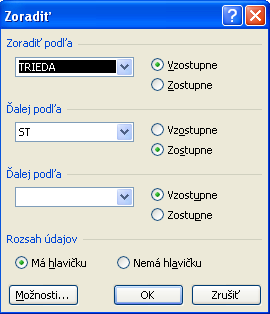 Zoradiť
Zoradiť podľa
TRIEDA
Vzostupne
Zostupne
Ďalej podľa
ST
Vzostupne
Zostupne
Ďalej podľa
Vzostupne
Zostupne
Rozsah údajov
Má hlavičku Nemá hlavičku
Možnosti... OK Zrušiť